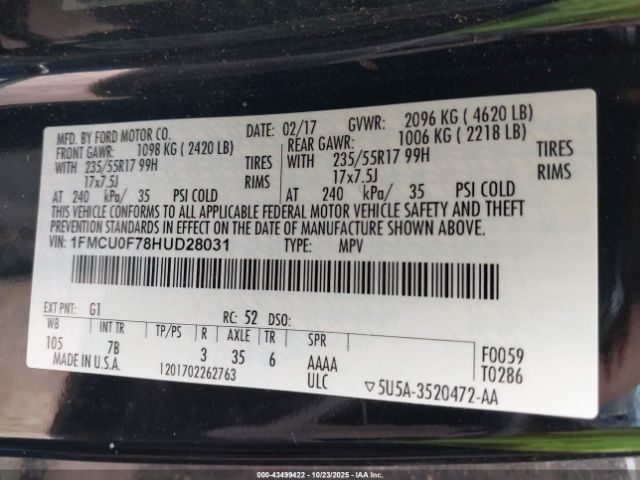 MFD. BY FORD MOTOR CO. DATE: 02/17 GVWR: 2096 KG ( 4620 LB)
FRONT GAWR: 1098 KG ( 2420 LB) REAR GAWR: 1006 KG ( 2218 LB)
WITH 235/55R17 99H TIRES WITH 235/55R17 99H TIRES
17x7.5J RIMS 17x7.5J RIMS
AT 240 kPa/ 35 PSI COLD AT 240 kPa/ 35 PSI COLD
THIS VEHICLE CONFORMS TO ALL APPLICABLE FEDERAL MOTOR VEHICLE SAFETY AND THEFT
PREVENTION STANDARDS IN EFFECT ON THE DATE OF MANUFACTURE SHOWN ABOVE.
VIN: 1FMCU0F78HUD28031 TYPE: MPV
EXT PNT: G1 RC: 52 DSO:
WB INT TR TP/PS R AXLE TR SPR
105 7B 3 35 6 AAAA F0059
MADE IN U.S.A. 1201702262763 ULC T0286
▽5U5A-3520472-AA
000-43499422 - 10/23/2025 - IAAI.COM